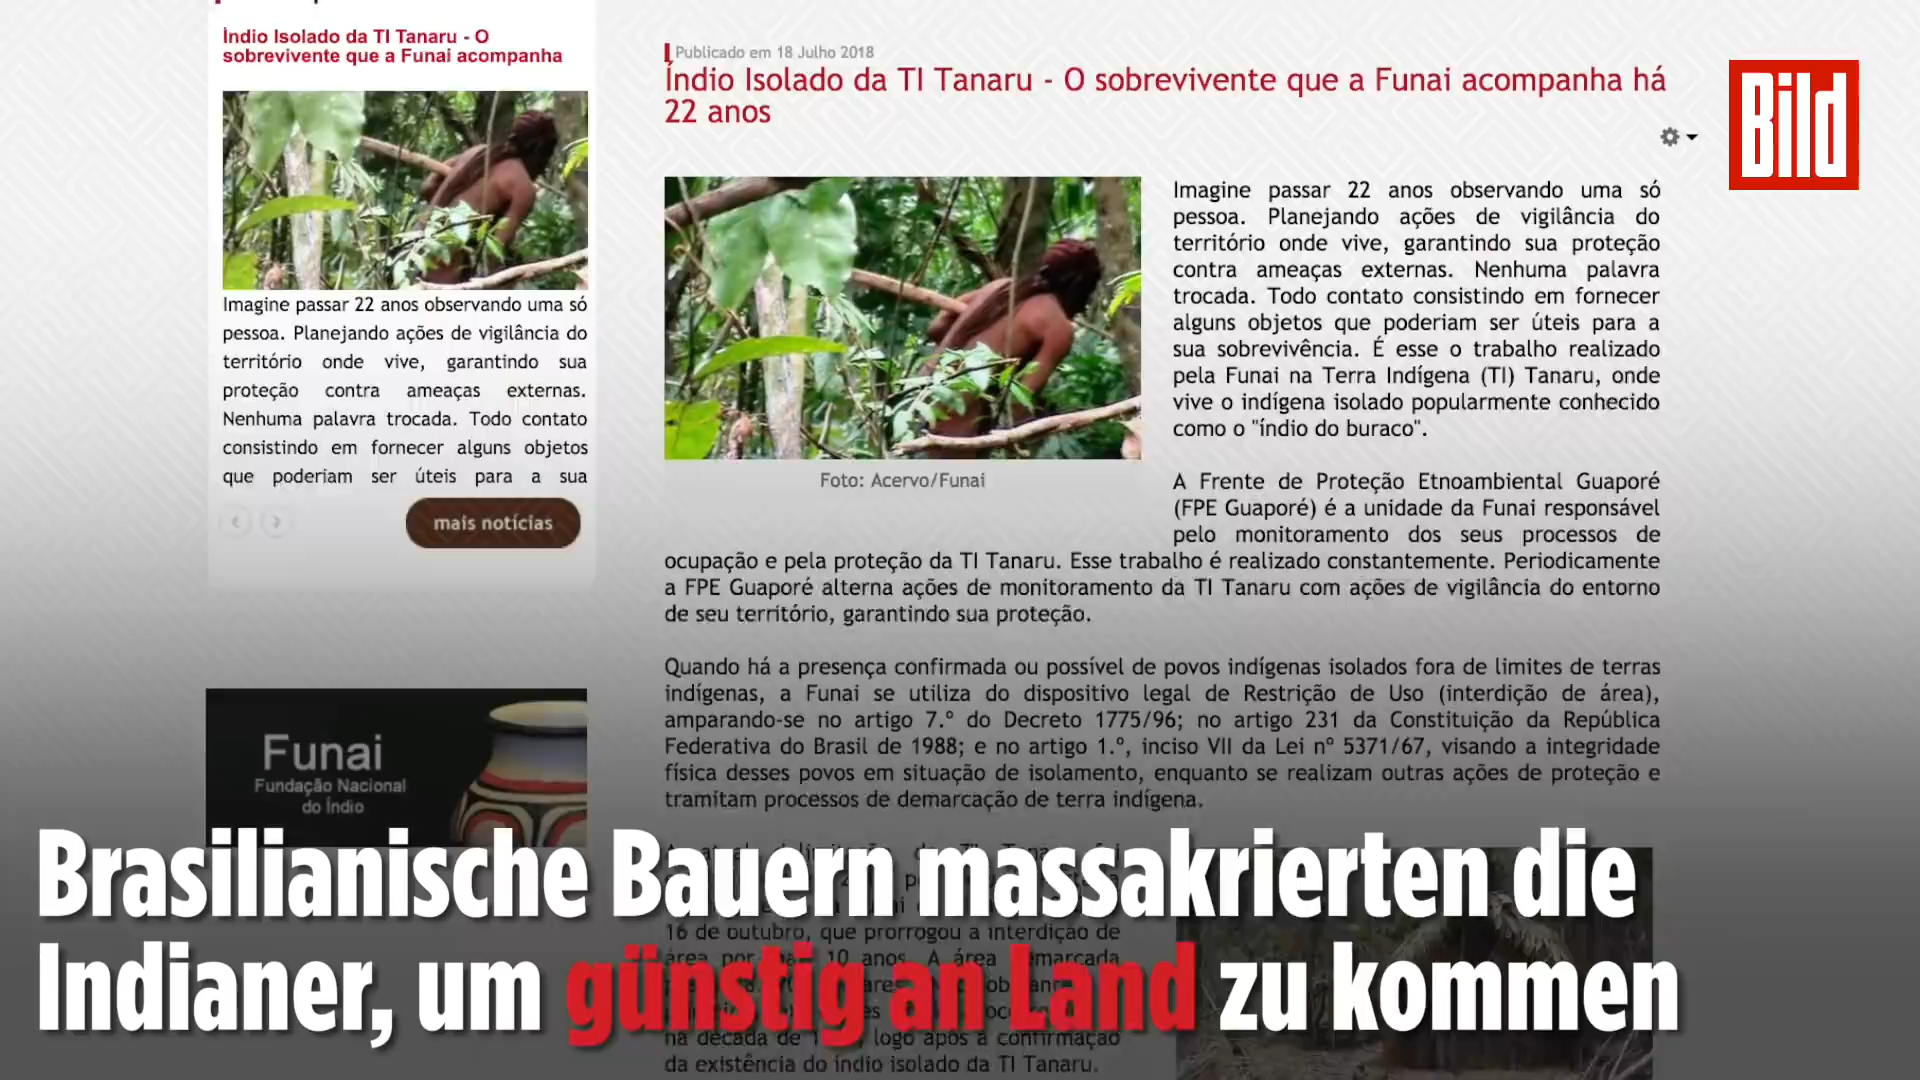 Índio Isolado da TI Tanaru - O
sobrevivente que a Funai acompanha
Imagine passar 22 anos observando uma só
pessoa. Planejando ações de vigilância do
território onde vive, garantindo sua
proteção contra ameaças externas.
Nenhuma palavra trocada. Todo contato
consistindo em fornecer alguns objetos
que poderiam ser úteis para a sua
mais notícias
Funai
Fundação Nacional
do Índio
Publicado em 18 Julho 2018
Índio Isolado da TI Tanaru - O sobrevivente que a Funai acompanha há
22 anos
Foto: Acervo/Funai
Imagine passar 22 anos observando uma só
pessoa. Planejando ações de vigilância do
território onde vive, garantindo sua proteção
contra ameaças externas. Nenhuma palavra
trocada. Todo contato consistindo em fornecer
alguns objetos que poderiam ser úteis para a
sua sobrevivência. É esse o trabalho realizado
pela Funai na Terra Indígena (TI) Tanaru, onde
vive o indígena isolado popularmente conhecido
como o "índio do buraco".
A Frente de Proteção Etnoambiental Guaporé
(FPE Guaporé) é a unidade da Funai responsável
pelo monitoramento dos seus processos de
ocupação e pela proteção da TI Tanaru. Esse trabalho é realizado constantemente. Periodicamente
a FPE Guaporé alterna ações de monitoramento da TI Tanaru com ações de vigilância do entorno
de seu território, garantindo sua proteção.
Quando há a presença confirmada ou possível de povos indígenas isolados fora de limites de terras
indígenas, a Funai se utiliza do dispositivo legal de Restrição de Uso (interdição de área),
amparando-se no artigo 7.º do Decreto 1775/96; no artigo 231 da Constituição da República
Federativa do Brasil de 1988; e no artigo 1.º, inciso VII da Lei nº 5371/67, visando a integridade
física desses povos em situação de isolamento, enquanto se realizam outras ações de proteção e
tramitam processos de demarcação de terra indígena.
16 de outubro, que prorrogou a interdição de
10 anos. A área
na década de logo após a confirmação
da existência do índio isolado da TI Tanaru.
Bild
Brasilianische Bauern massakrierten die
Indianer, um günstig an Land zu kommen